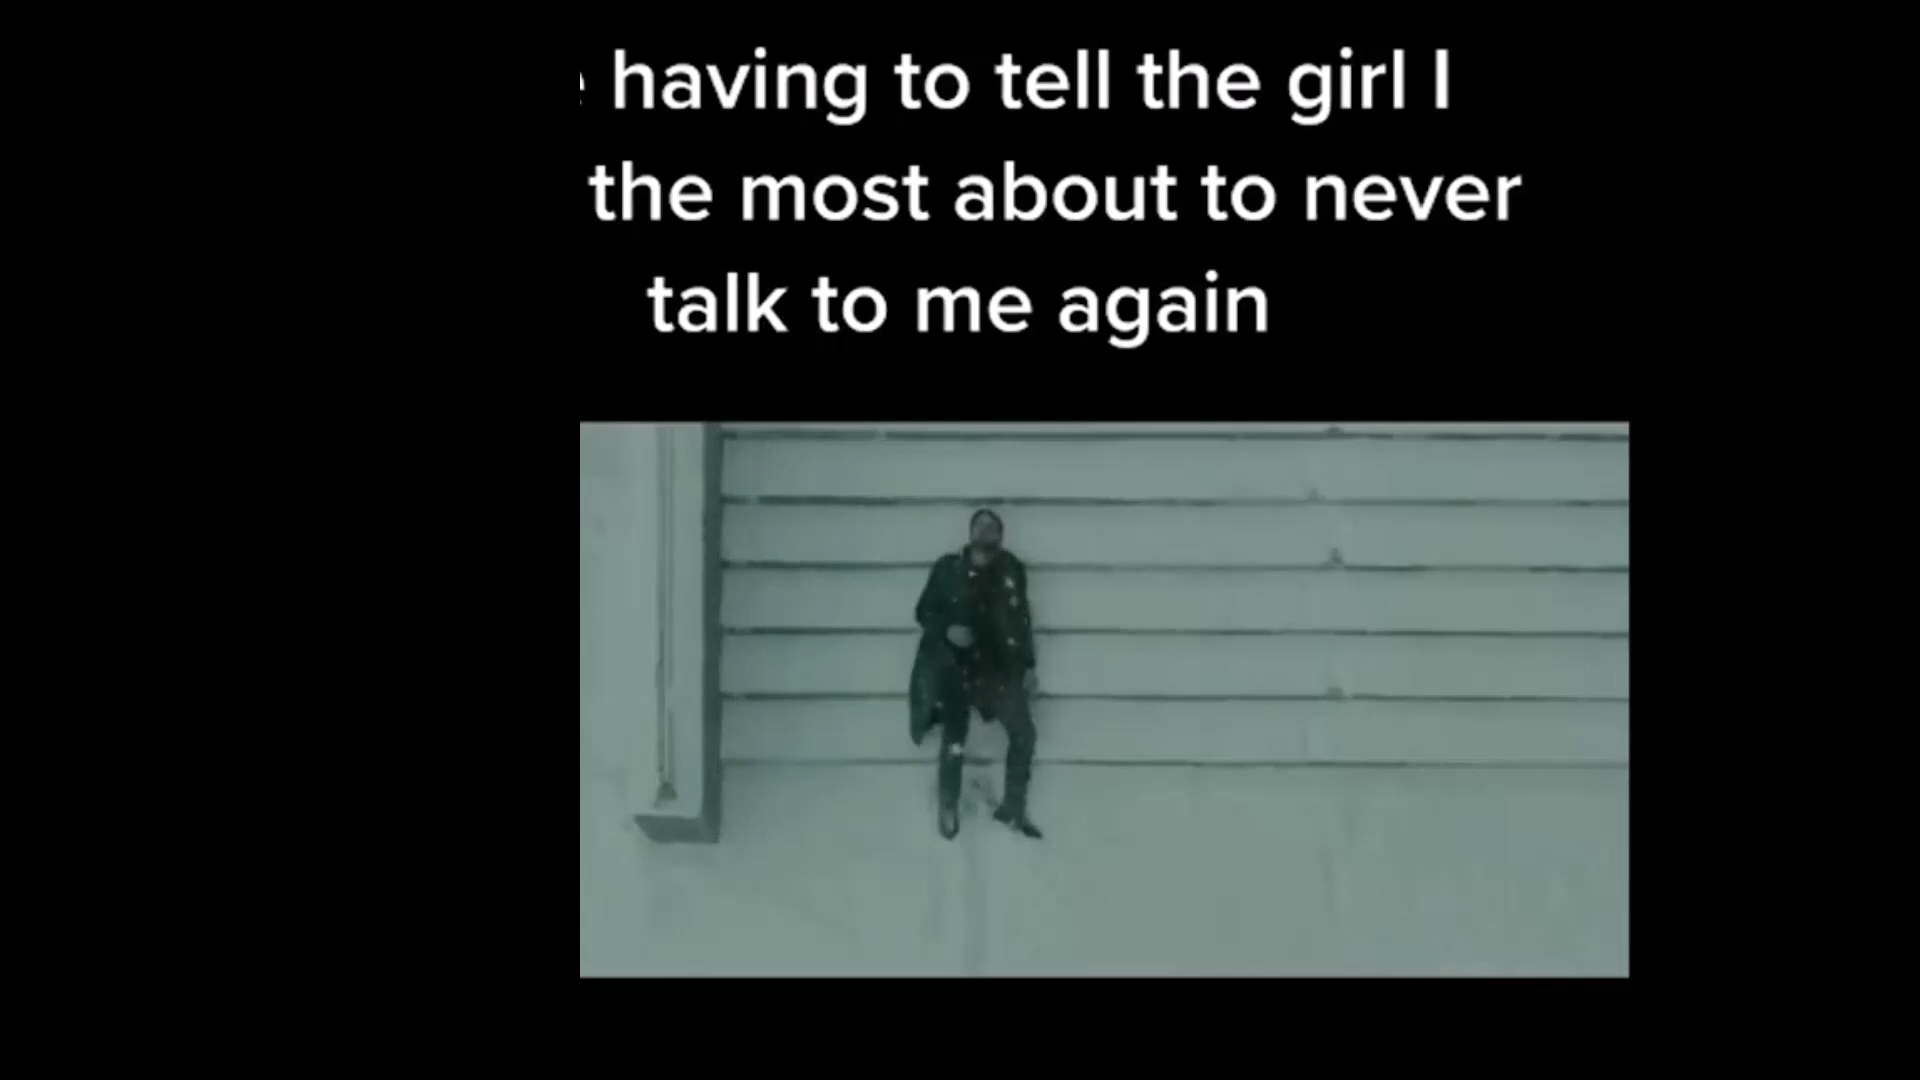 having to tell the girl I
the most about to never
talk to me again